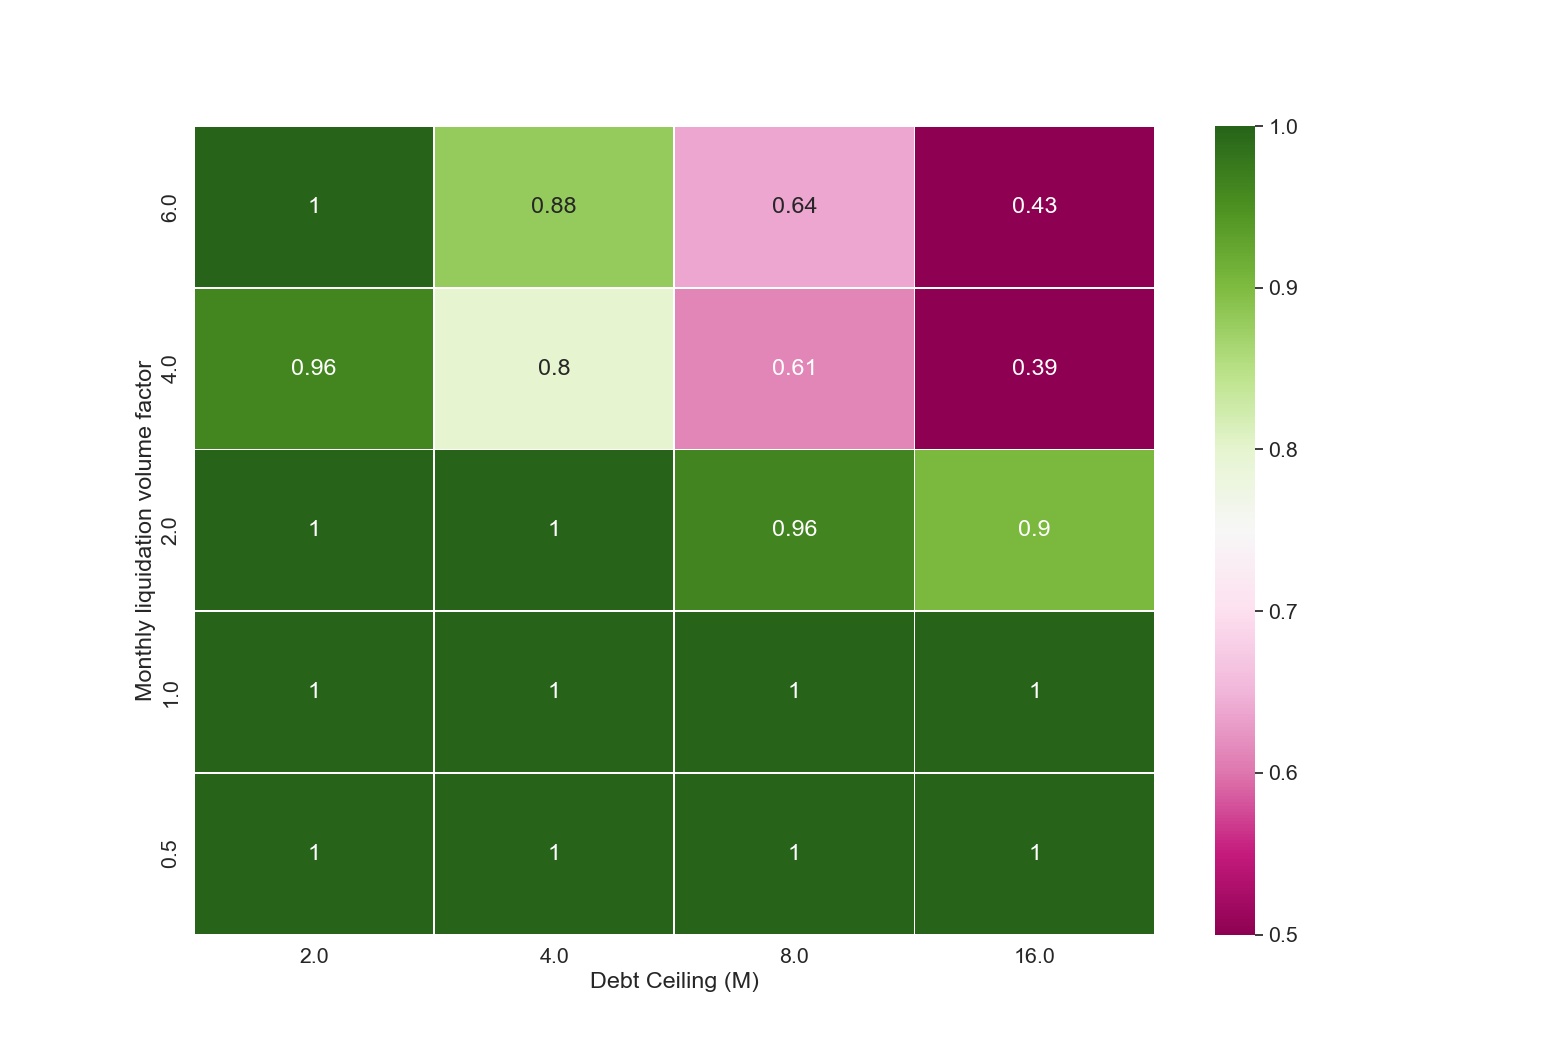 1.0
6.0 1 0.88 0.64 0.43
0.9
4.0 0.96 0.8 0.61 0.39
0.8
Monthly liquidation volume factor
2.0 1 1 0.96 0.9
0.7
1.0 1 1 1 1
0.6
0.5 1 1 1 1
0.5
2.0 4.0 8.0 16.0
Debt Ceiling (M)